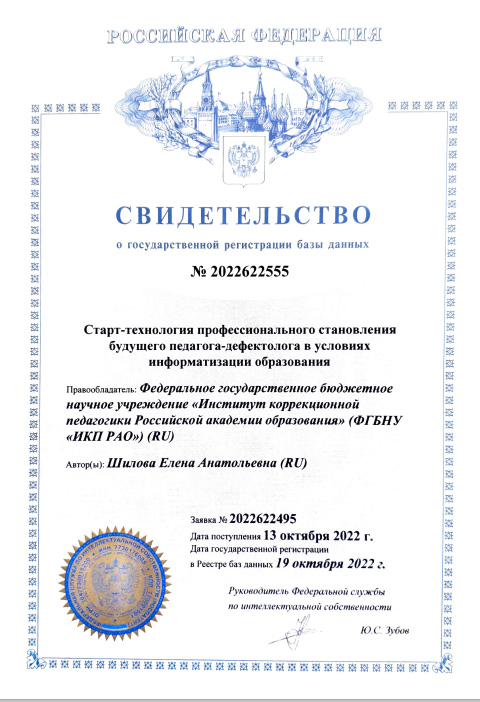 РОССИЙСКАЯ ФЕДЕРАЦИЯ
СВИДЕТЕЛЬСТВО
о государственной регистрации базы данных
№ 2022622555
Старт-технология профессионального становления
будущего педагога-дефектолога в условиях
информатизации образования
Правообладатель: Федеральное государственное бюджетное
научное учреждение «Институт коррекционной
педагогики Российской академии образования» (ФГБНУ
«ИКП РАО») (RU)
Автор(ы): Шилова Елена Анатольевна (RU)
Заявка № 2022622495
Дата поступления 13 октября 2022 г.
Дата государственной регистрации
в Реестре баз данных 19 октября 2022 г.
Руководитель Федеральной службы
по интеллектуальной собственности
Ю.С. Зубов